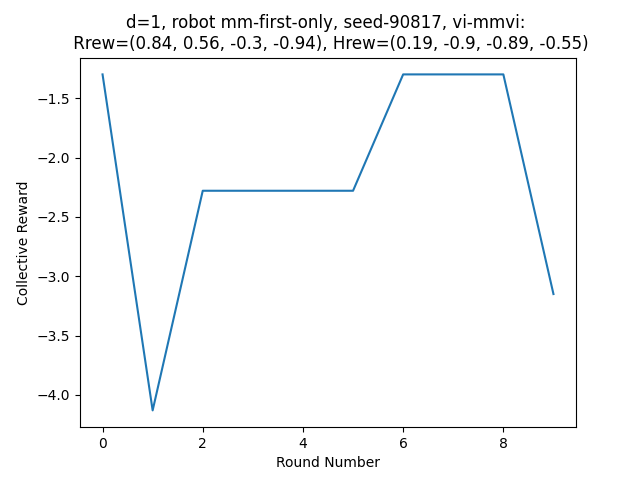 d=1, robot mm-first-only, seed-90817, vi-mmvi:
Rrew=(0.84, 0.56, -0.3, -0.94), Hrew=(0.19, -0.9, -0.89, -0.55)
Collective Reward
−1.5
−2.0
−2.5
−3.0
−3.5
−4.0
0 2 4 6 8
Round Number